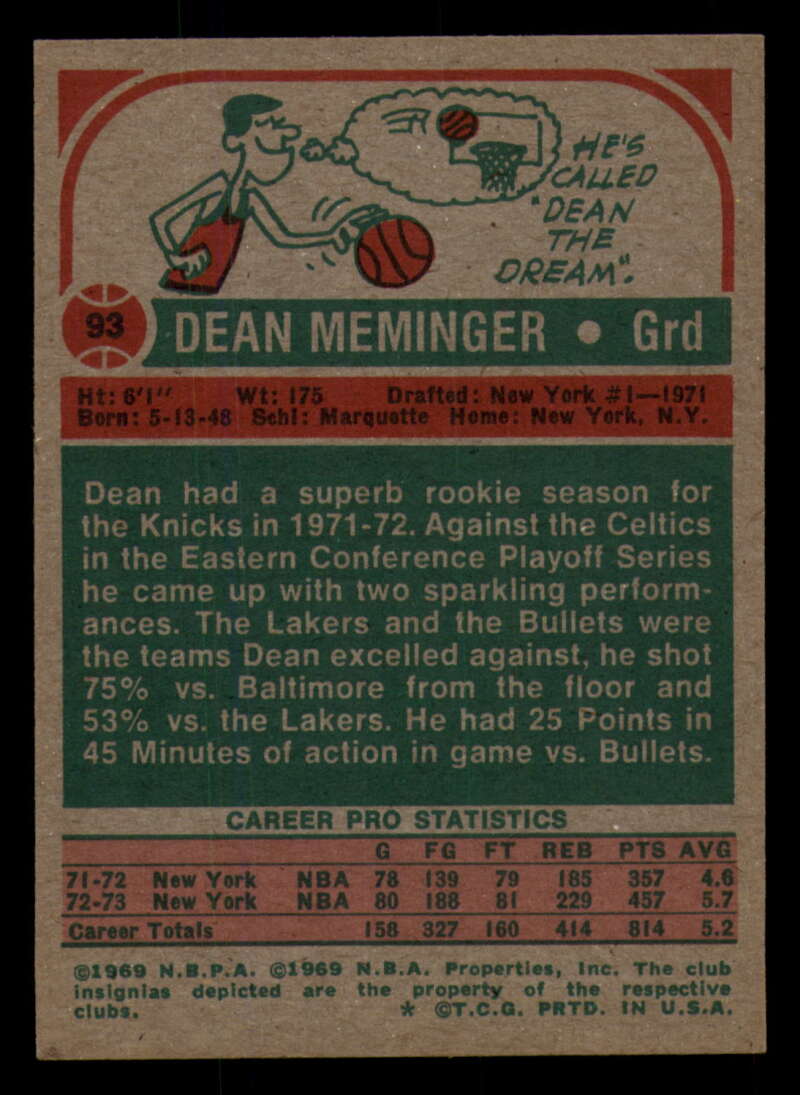 HE'S
CALLED
"DEAN
THE
DREAM".
93
DEAN MEMINGER • Grd
Ht: 6'1" Wt: 175 Drafted: New York #1—1971
Born: 5-13-48 Schl: Marquette Home: New York, N.Y.
Dean had a superb rookie season for
the Knicks in 1971-72. Against the Celtics
in the Eastern Conference Playoff Series
he came up with two sparkling perform-
ances. The Lakers and the Bullets were
the teams Dean excelled against, he shot
75% vs. Baltimore from the floor and
53% vs. the Lakers. He had 25 Points in
45 Minutes of action in game vs. Bullets.
CAREER PRO STATISTICS
G FG FT REB PTS AVG
71-72 New York NBA 78 139 79 185 357 4.6
72-73 New York NBA 80 188 81 229 457 5.7
Career Totals 158 327 160 414 814 5.2
©1969 N.B.P.A. ©1969 N.B.A. Properties, Inc. The club
insignias depicted are the property of the respective
clubs. * ©T.C.G. PRTD. IN U.S.A.